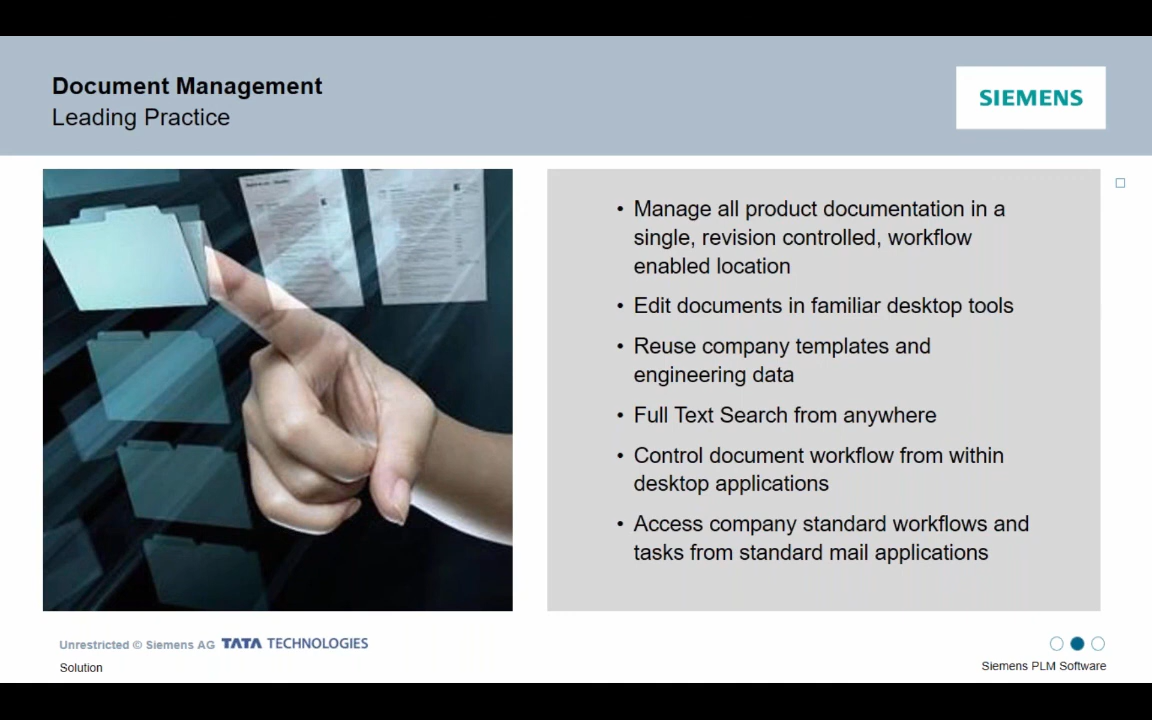 Document Management
Leading Practice
SIEMENS
• Manage all product documentation in a
single, revision controlled, workflow
enabled location
• Edit documents in familiar desktop tools
• Reuse company templates and
engineering data
• Full Text Search from anywhere
• Control document workflow from within
desktop applications
• Access company standard workflows and
tasks from standard mail applications
Unrestricted © Siemens AG TATA TECHNOLOGIES
Solution
Siemens PLM Software